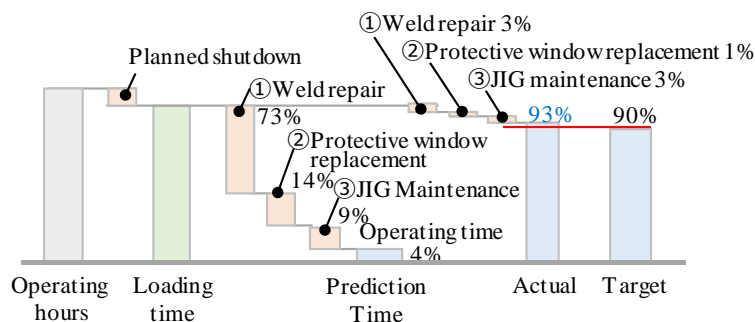 ①Weld repair 3%
②Protective window replacement 1%
③JIG maintenance 3%
Planned shutdown
①Weld repair
73%
93%
90%
②Protective window
replacement
14%
③JIG Maintenance
9%
Operating time
4%
Operating
hours
Loading
time
Prediction
Time
Actual
Target